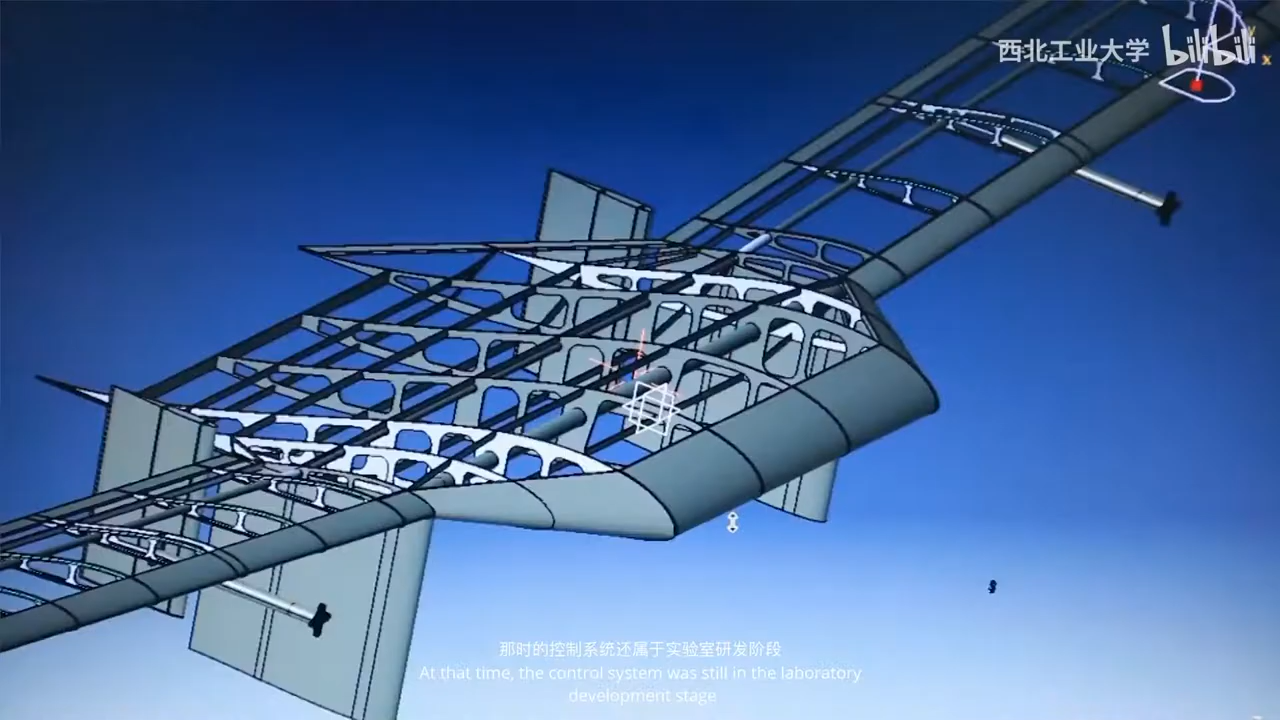 西北工业大学 bilibili
y
x
那时的控制系统还属于实验室研发阶段
At that time, the control system was still in the laboratory
development stage